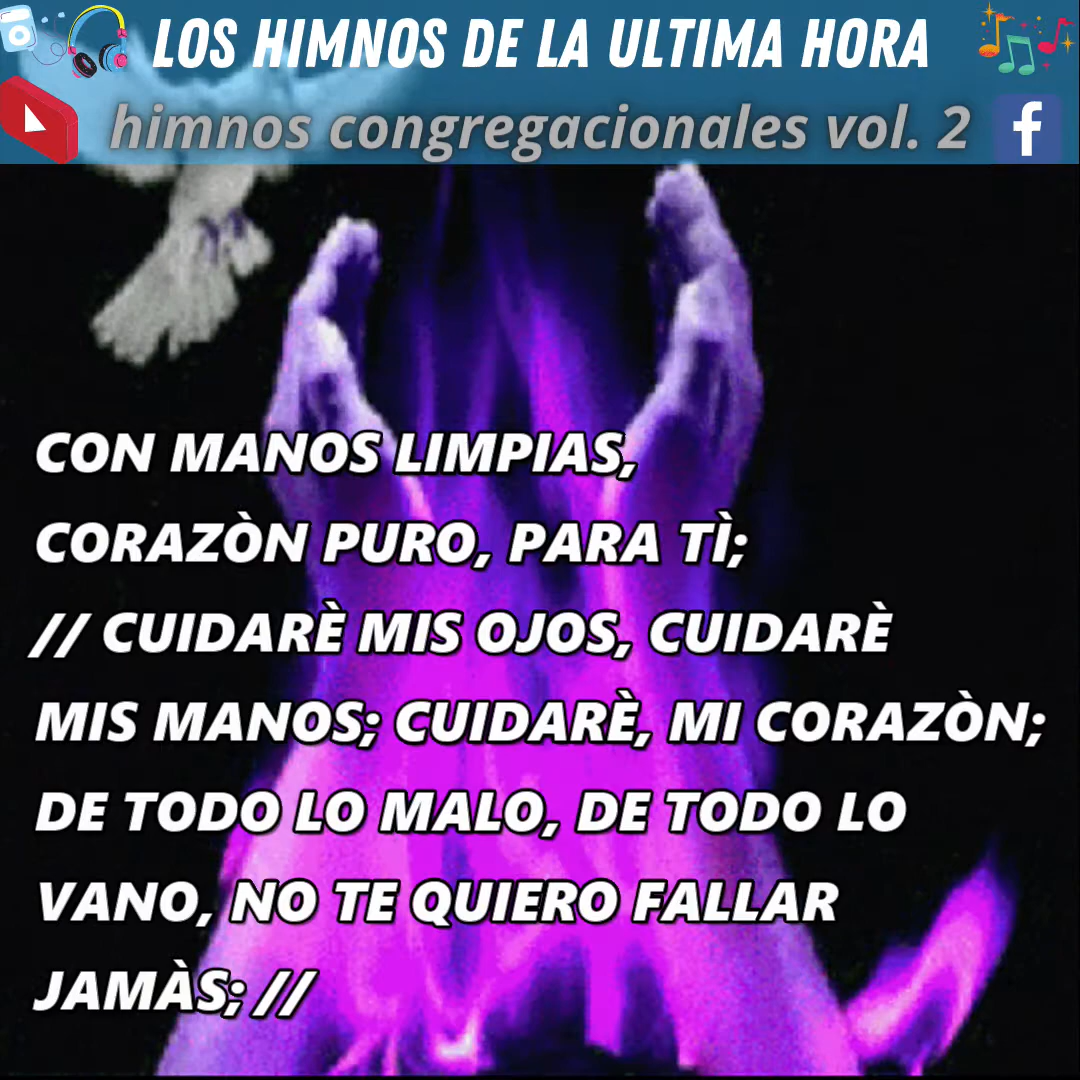 LOS HIMNOS DE LA ULTIMA HORA
himnos congregacionales vol. 2
f
CON MANOS LIMPIAS,
CORAZÒN PURO, PARA TÌ;
// CUIDARÈ MIS OJOS, CUIDARÈ
MIS MANOS; CUIDARÈ, MI CORAZÒN;
DE TODO LO MALO, DE TODO LO
VANO, NO TE QUIERO FALLAR
JAMÀS; //